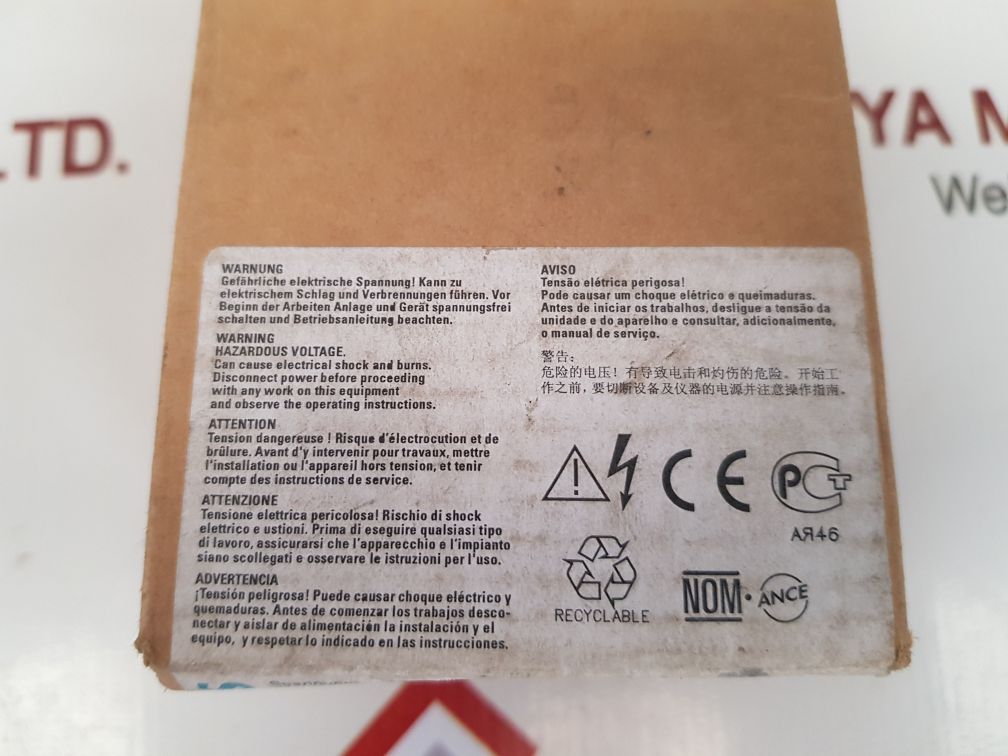 LTD.
YA M
We
WARNUNG
Gefährliche elektrische Spannung! Kann zu
elektrischem Schlag und Verbrennungen führen. Vor
Beginn der Arbeiten Anlage und Gerät spannungsfrei
schalten und Betriebsanleitung beachten.
WARNING
HAZARDOUS VOLTAGE.
Can cause electrical shock and burns.
Disconnect power before proceeding
with any work on this equipment
and observe the operating instructions.
ATTENTION
Tension dangereuse ! Risque d'électrocution et de
brûlure. Avant d'y intervenir pour travaux, mettre
l'installation ou l'appareil hors tension, et tenir
compte des instructions de service.
ATTENZIONE
Tensione elettrica pericolosa! Rischio di shock
elettrico e ustioni. Prima di eseguire qualsiasi tipo
di lavoro, assicurarsi che l'apparecchio e l'impianto
siano scollegati e osservare le istruzioni per l'uso.
ADVERTENCIA
¡Tensión peligrosa! Puede causar choque eléctrico y
quemaduras. Antes de comenzar los trabajos desco-
nectar y aislar de alimentación la instalación y el
equipo, y respetar lo indicado en las instrucciones.
AVISO
Tensão elétrica perigosa!
Pode causar um choque elétrico e queimaduras.
Antes de iniciar os trabalhos, desligue a tensão da
unidade e do aparelho e consultar, adicionalmente,
o manual de serviço.
警告:
危险的电压! 有导致电击和灼伤的危险。开始工
作之前,要切断设备及仪器的电源并注意操作指南。
CE
PCT
АЯ46
RECYCLABLE
NOM·ANCE